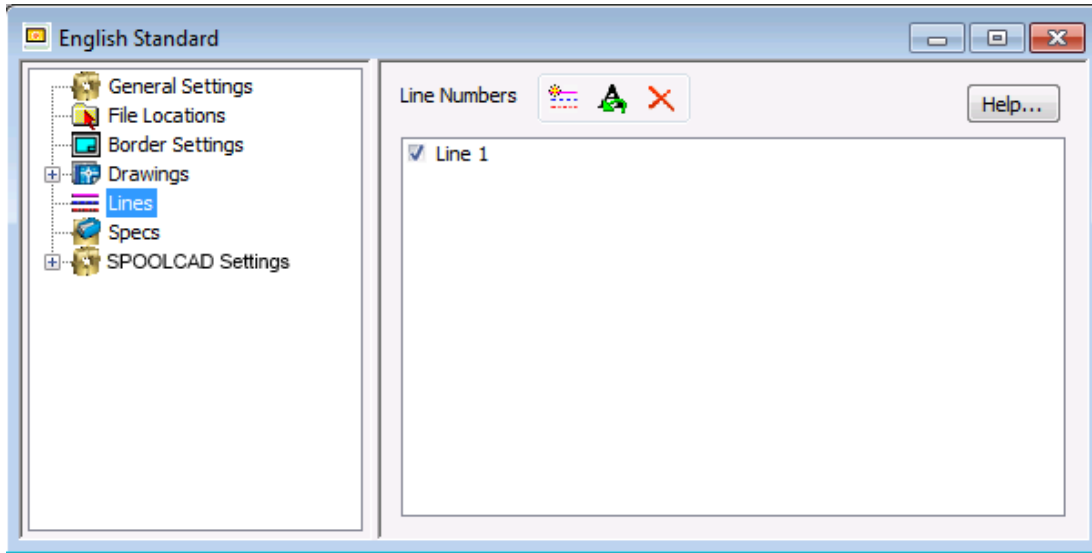 English Standard
General Settings
File Locations
Border Settings
Drawings
Lines
Specs
SPOOLCAD Settings
Line Numbers
Help...
Line 1